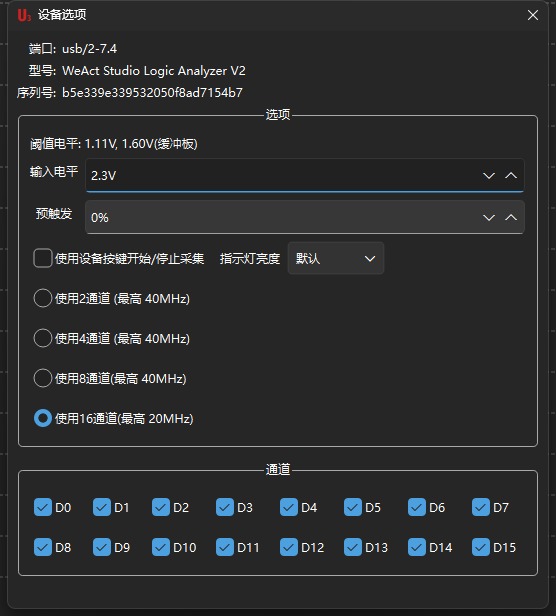 U3 设备选项
端口: usb/2-7.4
型号: WeAct Studio Logic Analyzer V2
序列号: b5e339e339532050f8ad7154b7
选项
阈值电平: 1.11V, 1.60V(缓冲板)
输入电平 2.3V
预触发 0%
使用设备按键开始/停止采集 指示灯亮度 默认
使用2通道 (最高 40MHz)
使用4通道 (最高 40MHz)
使用8通道(最高 40MHz)
使用16通道(最高 20MHz)
通道
D0 D1 D2 D3 D4 D5 D6 D7
D8 D9 D10 D11 D12 D13 D14 D15